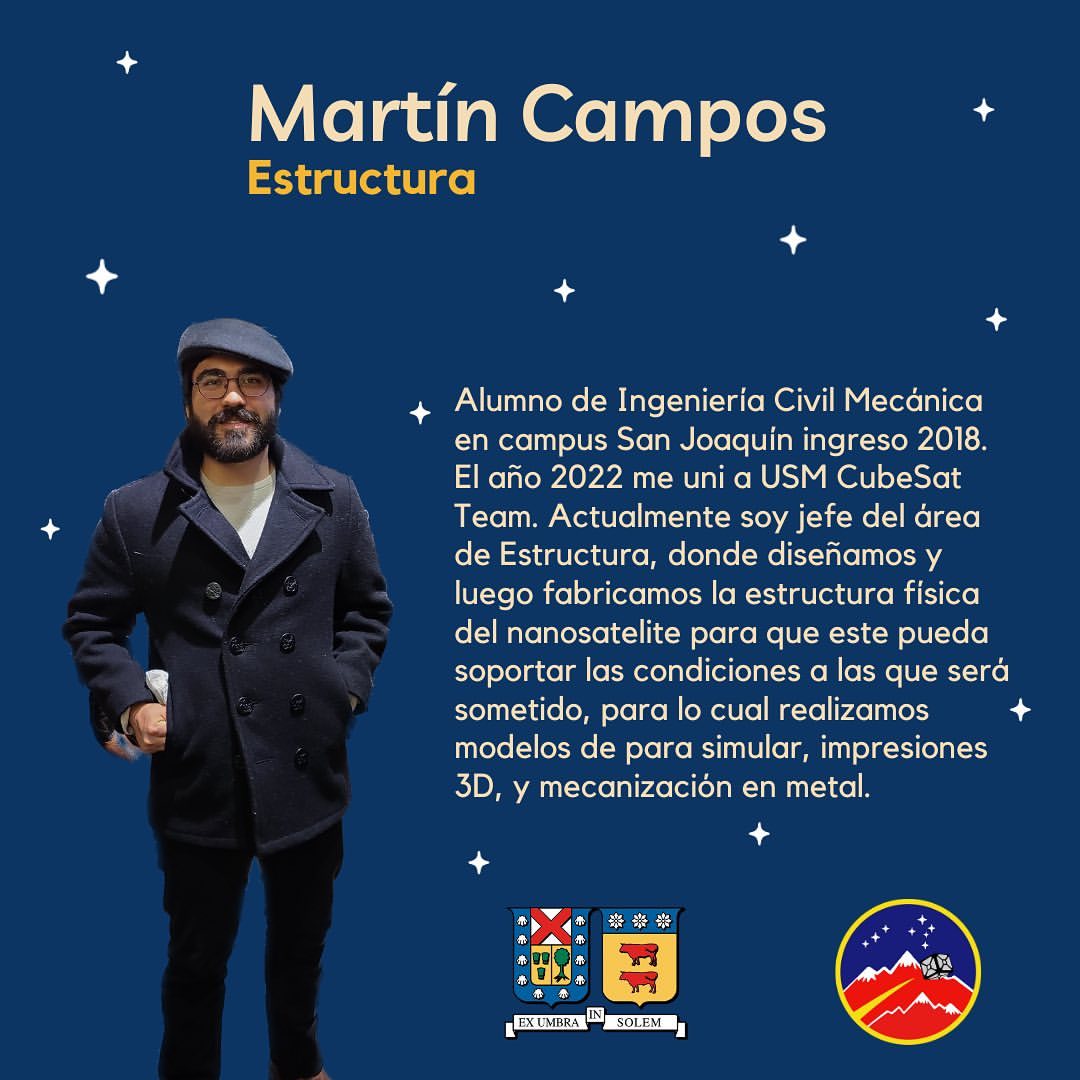 Martín Campos
Estructura
Alumno de Ingeniería Civil Mecánica
en campus San Joaquín ingreso 2018.
El año 2022 me uni a USM CubeSat
Team. Actualmente soy jefe del área
de Estructura, donde diseñamos y
luego fabricamos la estructura física
del nanosatelite para que este pueda
soportar las condiciones a las que será
sometido, para lo cual realizamos
modelos de para simular, impresiones
3D, y mecanización en metal.
EX UMBRA IN SOLEM